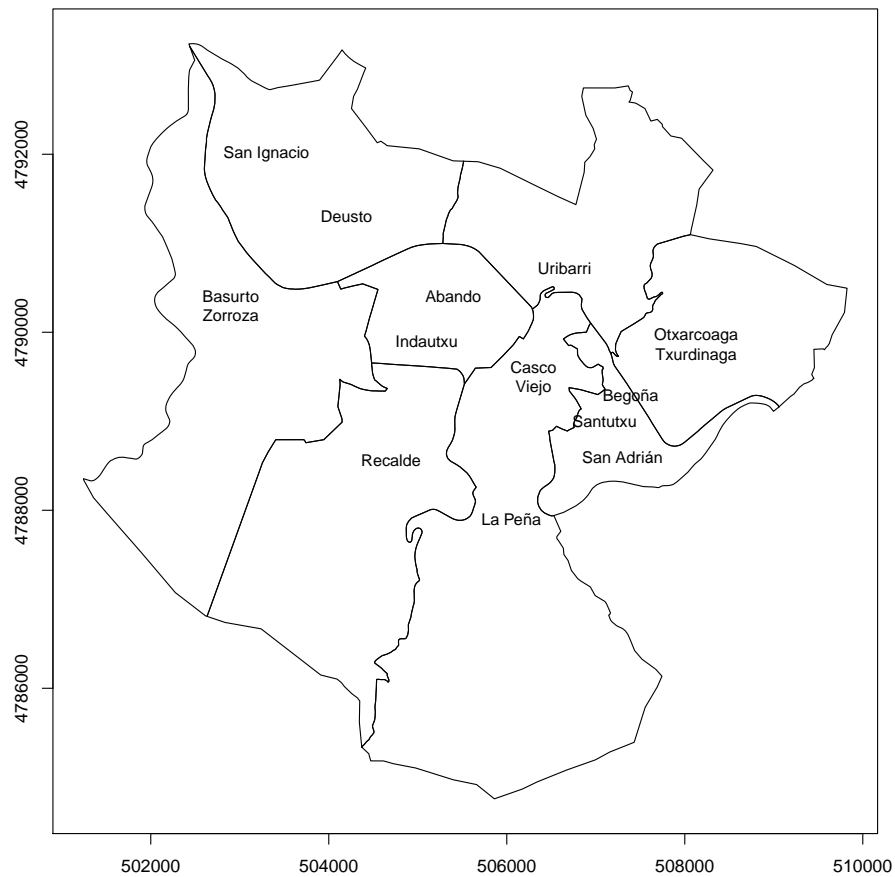 4792000
4790000
4788000
4786000
San Ignacio
Deusto
Uribarri
Basurto
Zorroza
Abando
Indautxu
Otxarcoaga
Txurdinaga
Casco
Viejo
Begoña
Santutxu
San Adrián
Recalde
La Peña
502000
504000
506000
508000
510000